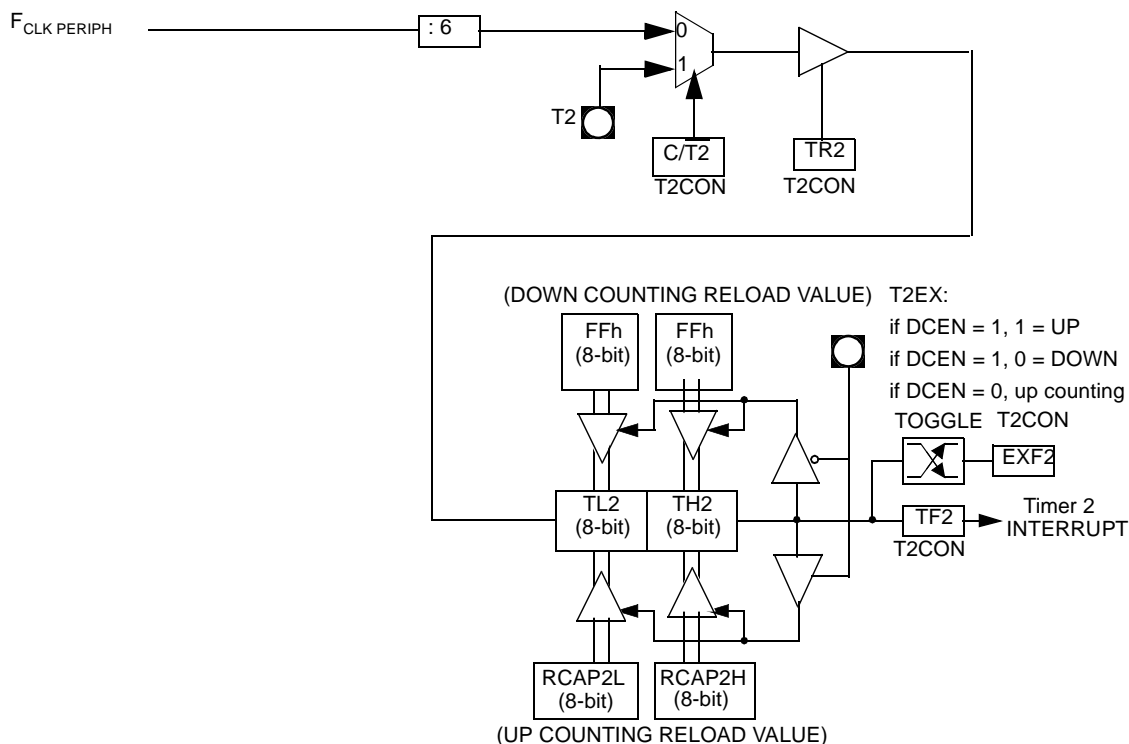 FCLK PERIPH
: 6
0
1
T2
C/T2
TR2
T2CON
T2CON
(DOWN COUNTING RELOAD VALUE)
T2EX:
if DCEN = 1, 1 = UP
if DCEN = 1, 0 = DOWN
if DCEN = 0, up counting
FFh
(8-bit)
FFh
(8-bit)
TOGGLE
T2CON
EXF2
TL2
(8-bit)
TH2
(8-bit)
TF2
T2CON
Timer 2
INTERRUPT
RCAP2L
(8-bit)
RCAP2H
(8-bit)
(UP COUNTING RELOAD VALUE)